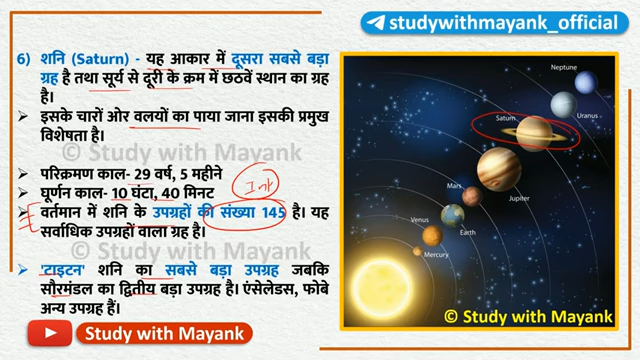 studywithmayank_official
6) शनि (Saturn) - यह आकार में दूसरा सबसे बड़ा
ग्रह है तथा सूर्य से दूरी के क्रम में छठवें स्थान का ग्रह
है।
➢ इसके चारों ओर वलयों का पाया जाना इसकी प्रमुख
विशेषता है।
© Study with Mayank
➢ परिक्रमण काल- 29 वर्ष, 5 महीने
➢ घूर्णन काल- 10 घंटा, 40 मिनट
Int
➢ वर्तमान में शनि के उपग्रहों की संख्या 145 है। यह
सर्वाधिक उपग्रहों वाला ग्रह है।
© Study with Mayank
➢ 'टाइटन' शनि का सबसे बड़ा उपग्रह जबकि
सौरमंडल का द्वितीय बड़ा उपग्रह है। एंसेलेडस, फोबे
अन्य उपग्रह हैं।
Study with Mayank
Neptune
Uranus
Saturn
Jupiter
Mars
Earth
Venus
Mercury
© Study with Mayank